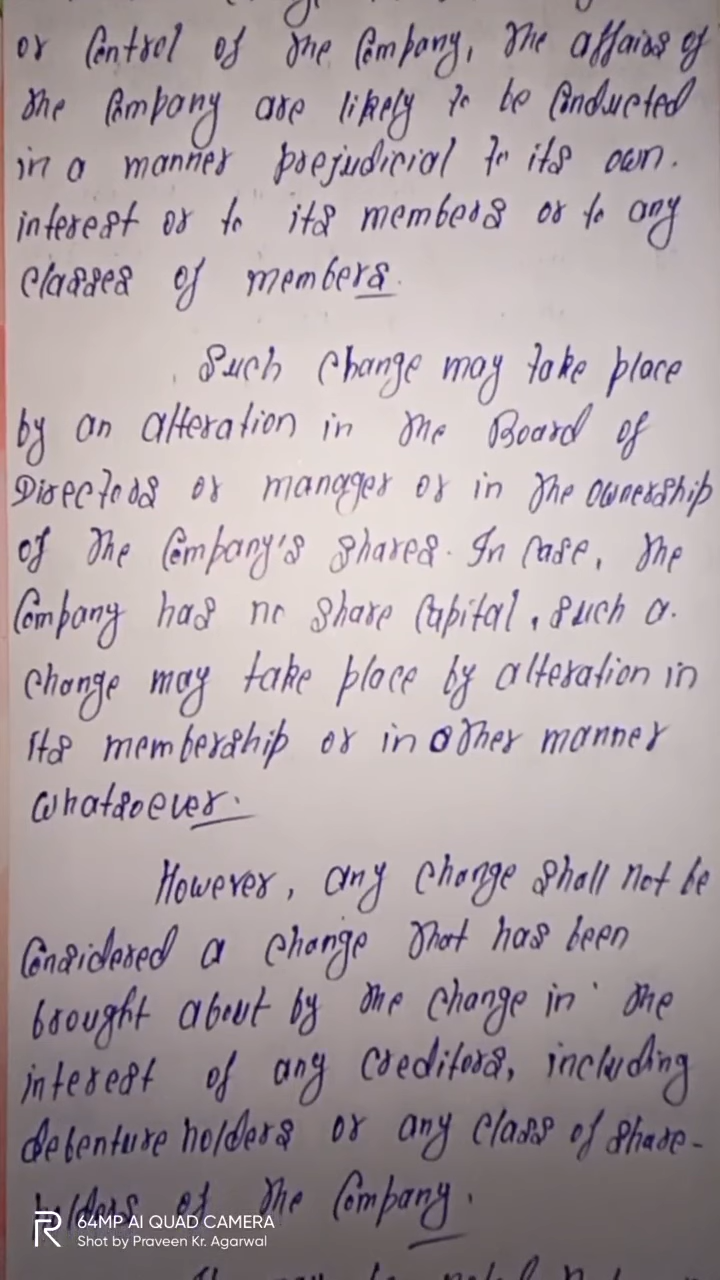 or Control of the Company, the affairs of
the Company are likely to be Conducted
in a manner prejudicial to its own.
interest or to its members or to any
classes of members.
Such change may take place
by an alteration in the Board of
Directors or manager or in the ownership
of the Company's shares. In Case, the
Company has no share Capital, such a.
change may take place by alteration in
its membership or in other manner
whatsoever.
However, any change shall not be
Considered a change that has been
brought about by the change in the
interest of any creditors, including
debenture holders or any class of share-
holders of the Company.
64MP AI QUAD CAMERA
Shot by Praveen Kr. Agarwal